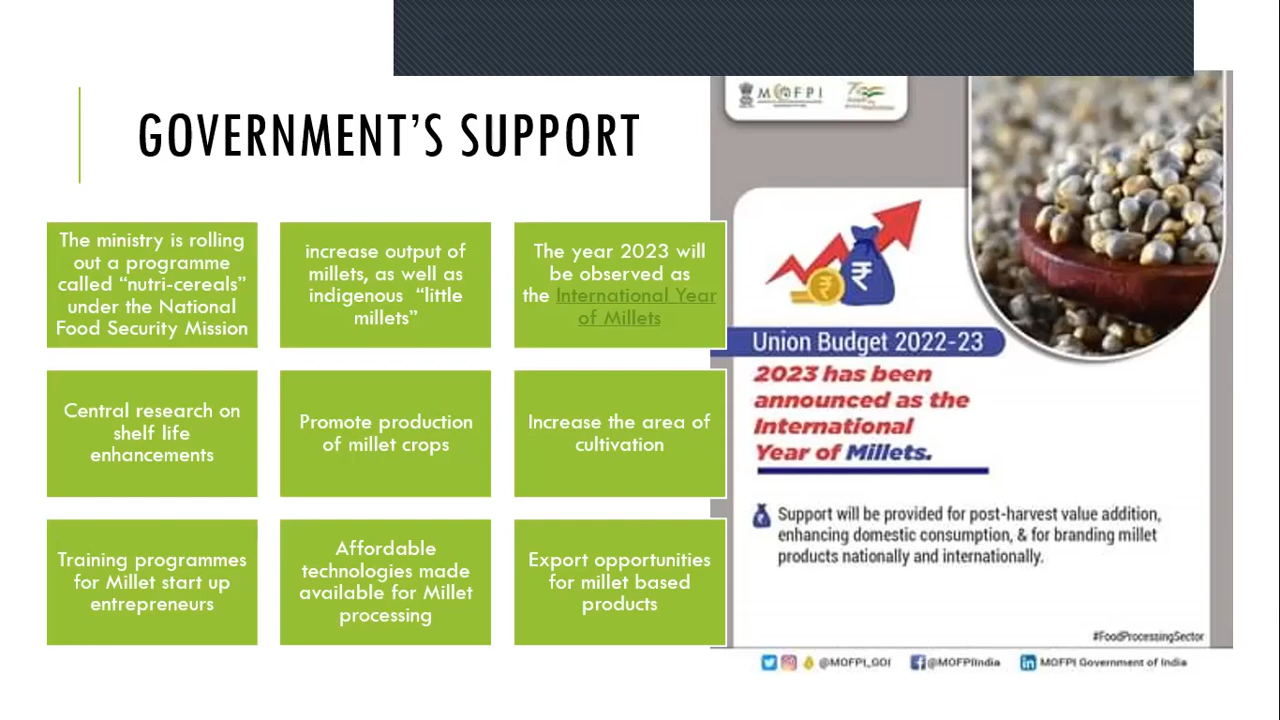 GOVERNMENT'S SUPPORT
The ministry is rolling
out a programme
called “nutri-cereals”
under the National
Food Security Mission
increase output of
millets, as well as
indigenous “little
millets”
The year 2023 will
be observed as
the International Year
of Millets
Central research on
shelf life
enhancements
Promote production
of millet crops
Increase the area of
cultivation
Training programmes
for Millet start up
entrepreneurs
Affordable
technologies made
available for Millet
processing
Export opportunities
for millet based
products
MOFPI
Union Budget 2022-23
2023 has been
announced as the
International
Year of Millets.
Support will be provided for post-harvest value addition,
enhancing domestic consumption, & for branding millet
products nationally and internationally.
#FoodProcessingSector
@MOFPI_GOI @MOFPIIndia MOFPI Government of India